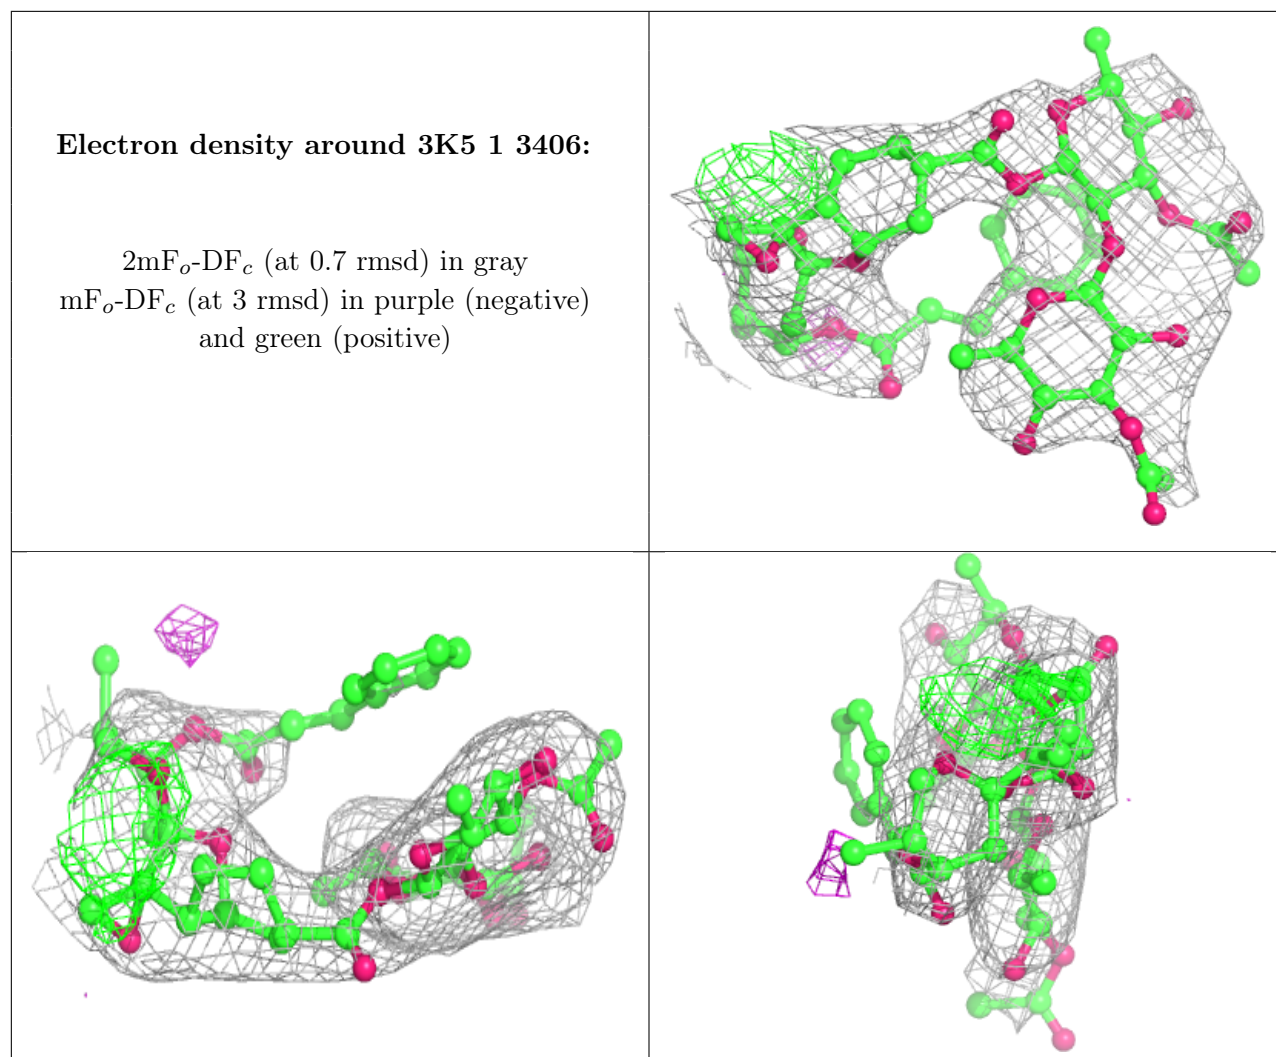 Electron density around 3K5 1 3406:
2mFo-DFc (at 0.7 rmsd) in gray
mFo-DFc (at 3 rmsd) in purple (negative)
and green (positive)